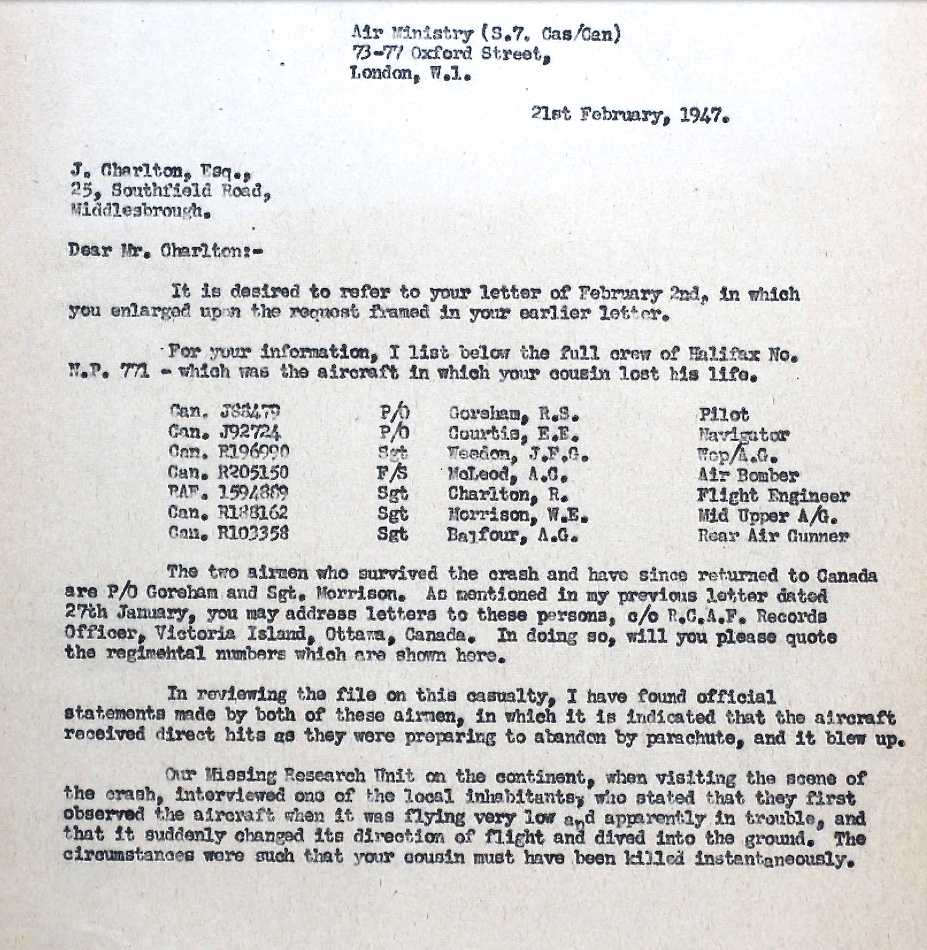 Air Ministry (S.7. Cas/Can)
73-77 Oxford Street,
London, W.1.
21st February, 1947.
J. Charlton, Esq.,
25, Southfield Road,
Middlesbrough.
Dear Mr. Charlton:-
It is desired to refer to your letter of February 2nd, in which
you enlarged upon the request framed in your earlier letter.
For your information, I list below the full crew of Halifax No.
N.P. 771 - which was the aircraft in which your cousin lost his life.
Can. J88479 P/O Goreham, R.S. Pilot
Can. J92724 P/O Courtis, E.E. Navigator
Can. R196990 Sgt Weedon, J.F.G. Wop/A.G.
Can. R205150 F/S McLeod, A.G. Air Bomber
RAF. 1594889 Sgt Charlton, R. Flight Engineer
Can. R188162 Sgt Morrison, W.E. Mid Upper A/G.
Can. R103358 Sgt Balfour, A.G. Rear Air Gunner
The two airmen who survived the crash and have since returned to Canada
are P/O Goreham and Sgt. Morrison. As mentioned in my previous letter dated
27th January, you may address letters to these persons, c/o R.C.A.F. Records
Officer, Victoria Island, Ottawa, Canada. In doing so, will you please quote
the regimehtal numbers which are shown here.
In reviewing the file on this casualty, I have found official
statements made by both of these airmen, in which it is indicated that the aircraft
received direct hits as they were preparing to abandon by parachute, and it blew up.
Our Missing Research Unit on the continent, when visiting the scene of
the crash, interviewed one of the local inhabitants, who stated that they first
observed the aircraft when it was flying very low and apparently in trouble, and
that it suddenly changed its direction of flight and dived into the ground. The
circumstances were such that your cousin must have been killed instantaneously.